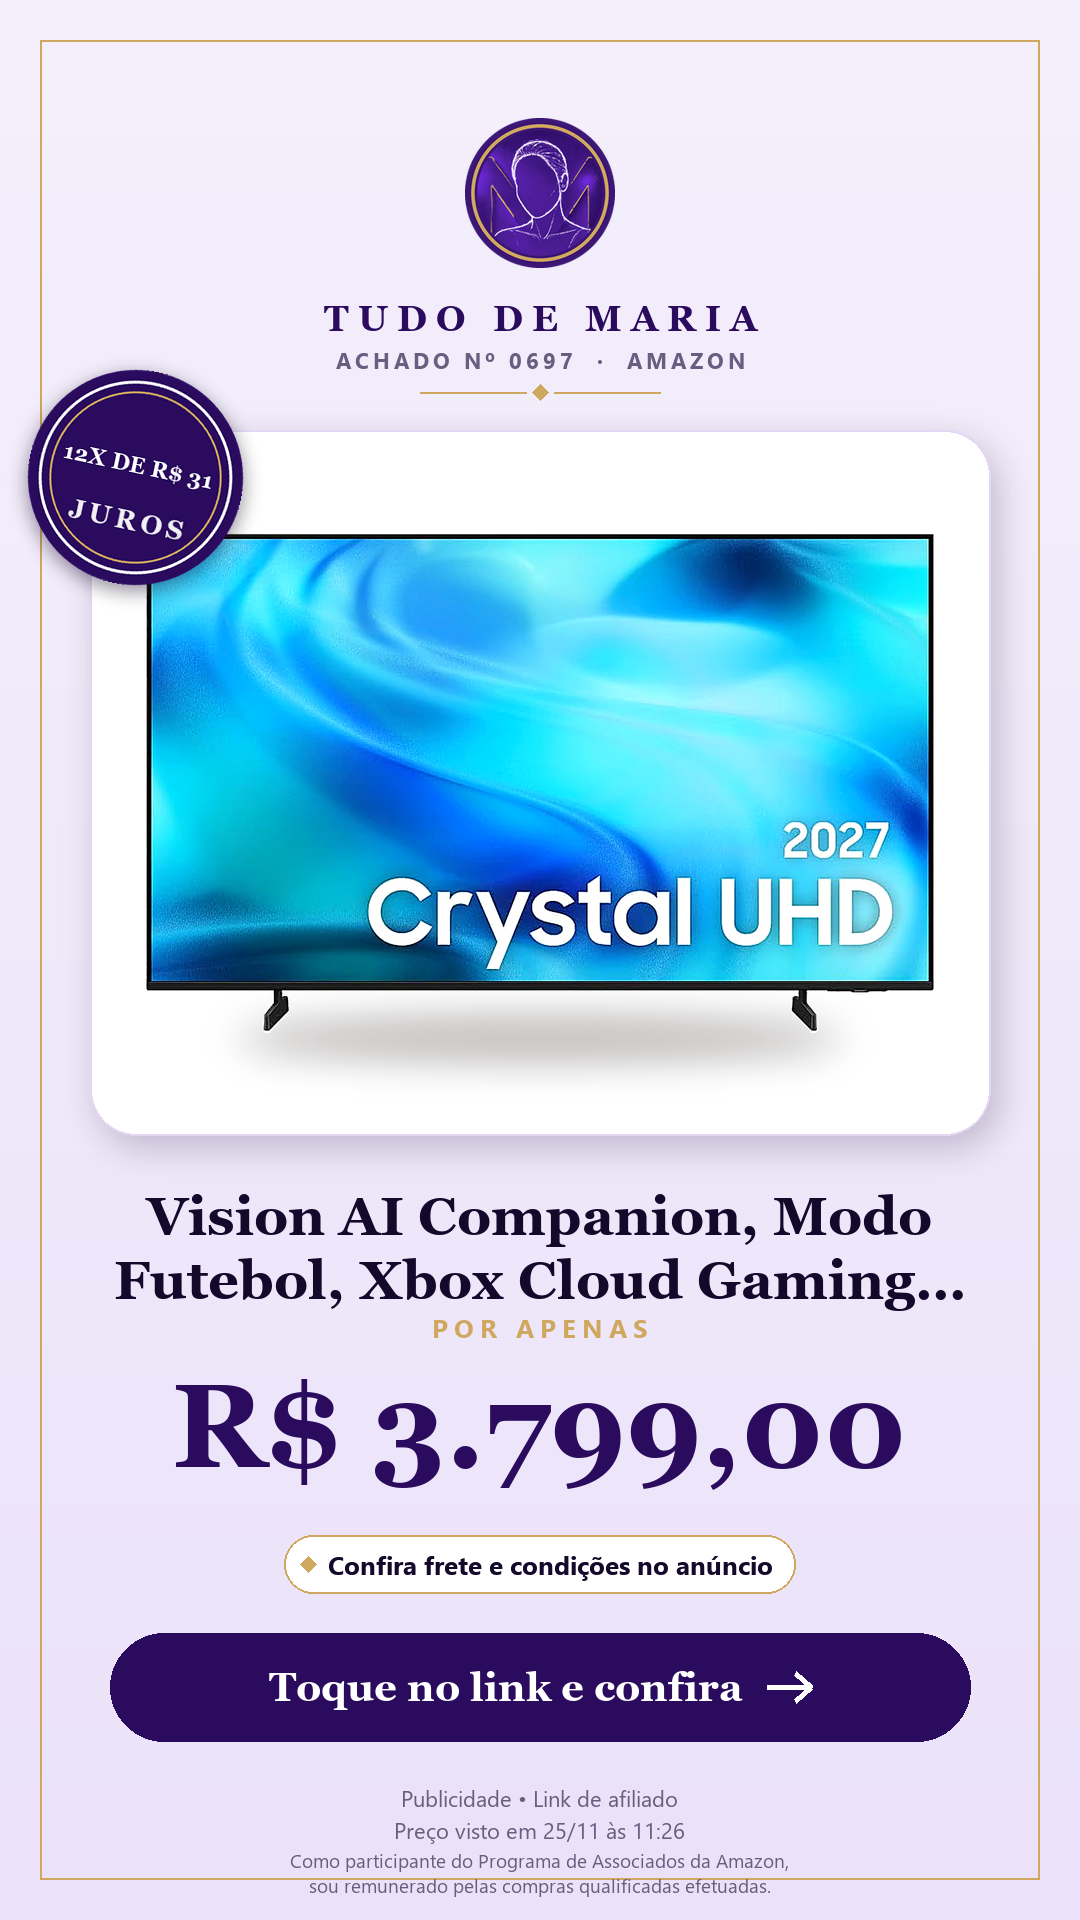 TUDO DE MARIA
ACHADO Nº 0697 · AMAZON
12X DE R$ 31
JUROS
2027
Crystal UHD
Vision AI Companion, Modo
Futebol, Xbox Cloud Gaming...
POR APENAS
R$ 3.799,00
Confira frete e condições no anúncio
Toque no link e confira →
Publicidade • Link de afiliado
Preço visto em 25/11 às 11:26
Como participante do Programa de Associados da Amazon,
sou remunerado pelas compras qualificadas efetuadas.